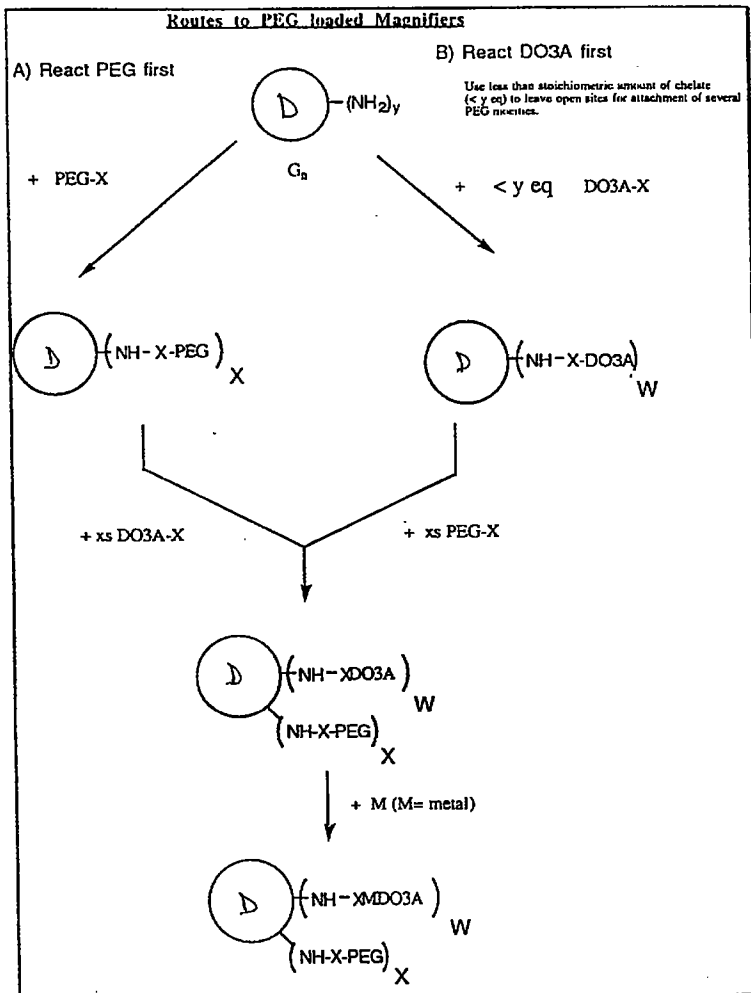 Routes to PEG loaded Magnifiers
A) React PEG first
B) React DO3A first
Use less than stoichiometric amount of chelate
(< y eq) to leave open sites for attachment of several
PEG moieties.
D (NH2)y
Gn
+ PEG-X
+ < y eq DO3A-X
D (NH-X-PEG)X
D (NH-X-DO3A)W
+ xs DO3A-X
+ xs PEG-X
D (NH-XDO3A)W
(NH-X-PEG)X
+ M (M= metal)
D (NH-XMDO3A)W
(NH-X-PEG)X